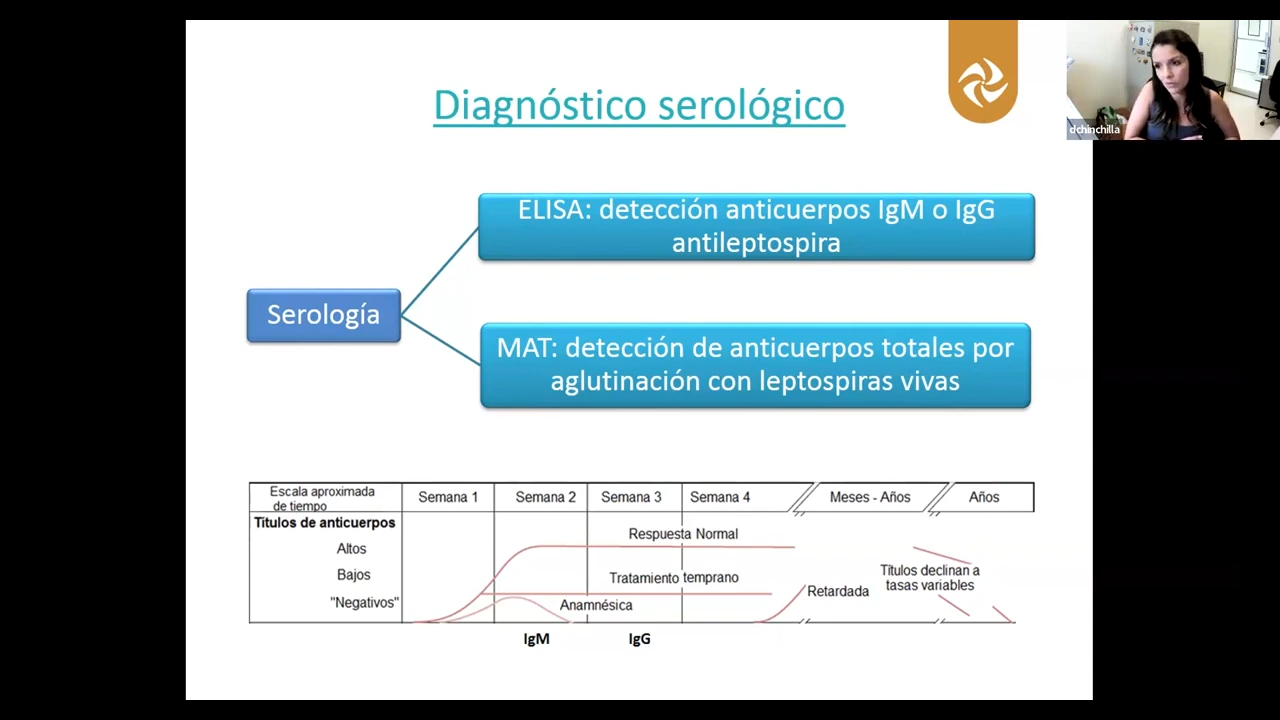 Diagnóstico serológico
dchinchilla
ELISA: detección anticuerpos IgM o IgG
antileptospira
Serología
MAT: detección de anticuerpos totales por
aglutinación con leptospiras vivas
Escala aproximada
de tiempo
Semana 1
Semana 2
Semana 3
Semana 4
Meses - Años
Años
Títulos de anticuerpos
Altos
Bajos
"Negativos"
Respuesta Normal
Tratamiento temprano
Anamnésica
Retardada
Títulos declinan a
tasas variables
IgM
IgG